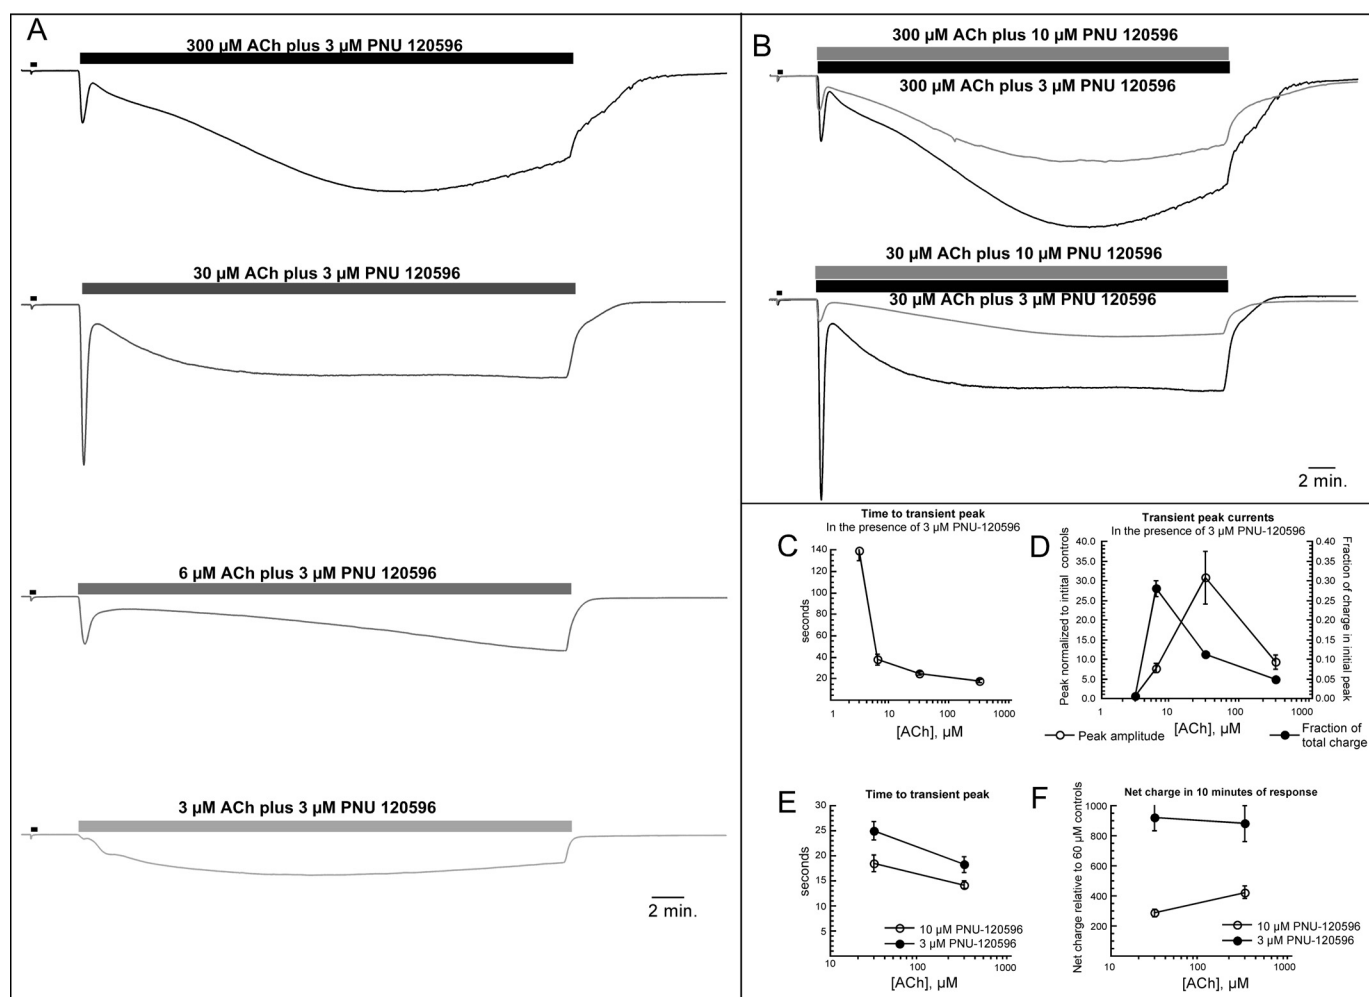 A
300 µM ACh plus 3 µM PNU 120596
30 µM ACh plus 3 µM PNU 120596
6 µM ACh plus 3 µM PNU 120596
3 µM ACh plus 3 µM PNU 120596
2 min.
B
300 µM ACh plus 10 µM PNU 120596
300 µM ACh plus 3 µM PNU 120596
30 µM ACh plus 10 µM PNU 120596
30 µM ACh plus 3 µM PNU 120596
2 min.
C
Time to transient peak
In the presence of 3 µM PNU-120596
seconds
140
120
100
80
60
40
20
1
10
100
1000
[ACh], µM
D
Transient peak currents
In the presence of 3 µM PNU-120596
Peak normalized to intital controls
40.0
35.0
30.0
25.0
20.0
15.0
10.0
5.0
0.0
Fraction of charge in initial peak
0.40
0.35
0.30
0.25
0.20
0.15
0.10
0.05
0.00
1
10
100
1000
[ACh], µM
Peak amplitude
Fraction of
total charge
E
Time to transient peak
seconds
30
25
20
15
10
5
10
100
1000
[ACh], µM
10 µM PNU-120596
3 µM PNU-120596
F
Net charge in 10 minutes of response
Net charge relative to 60 µM controls
1000
800
600
400
200
10
100
1000
[ACh], µM
10 µM PNU-120596
3 µM PNU-120596